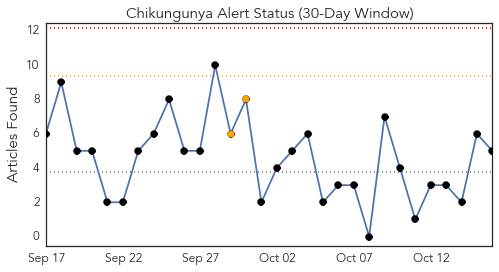 Chikungunya Alert Status (30-Day Window)
Articles Found
12
10
8
6
4
2
0
Sep 17 Sep 22 Sep 27 Oct 02 Oct 07 Oct 12